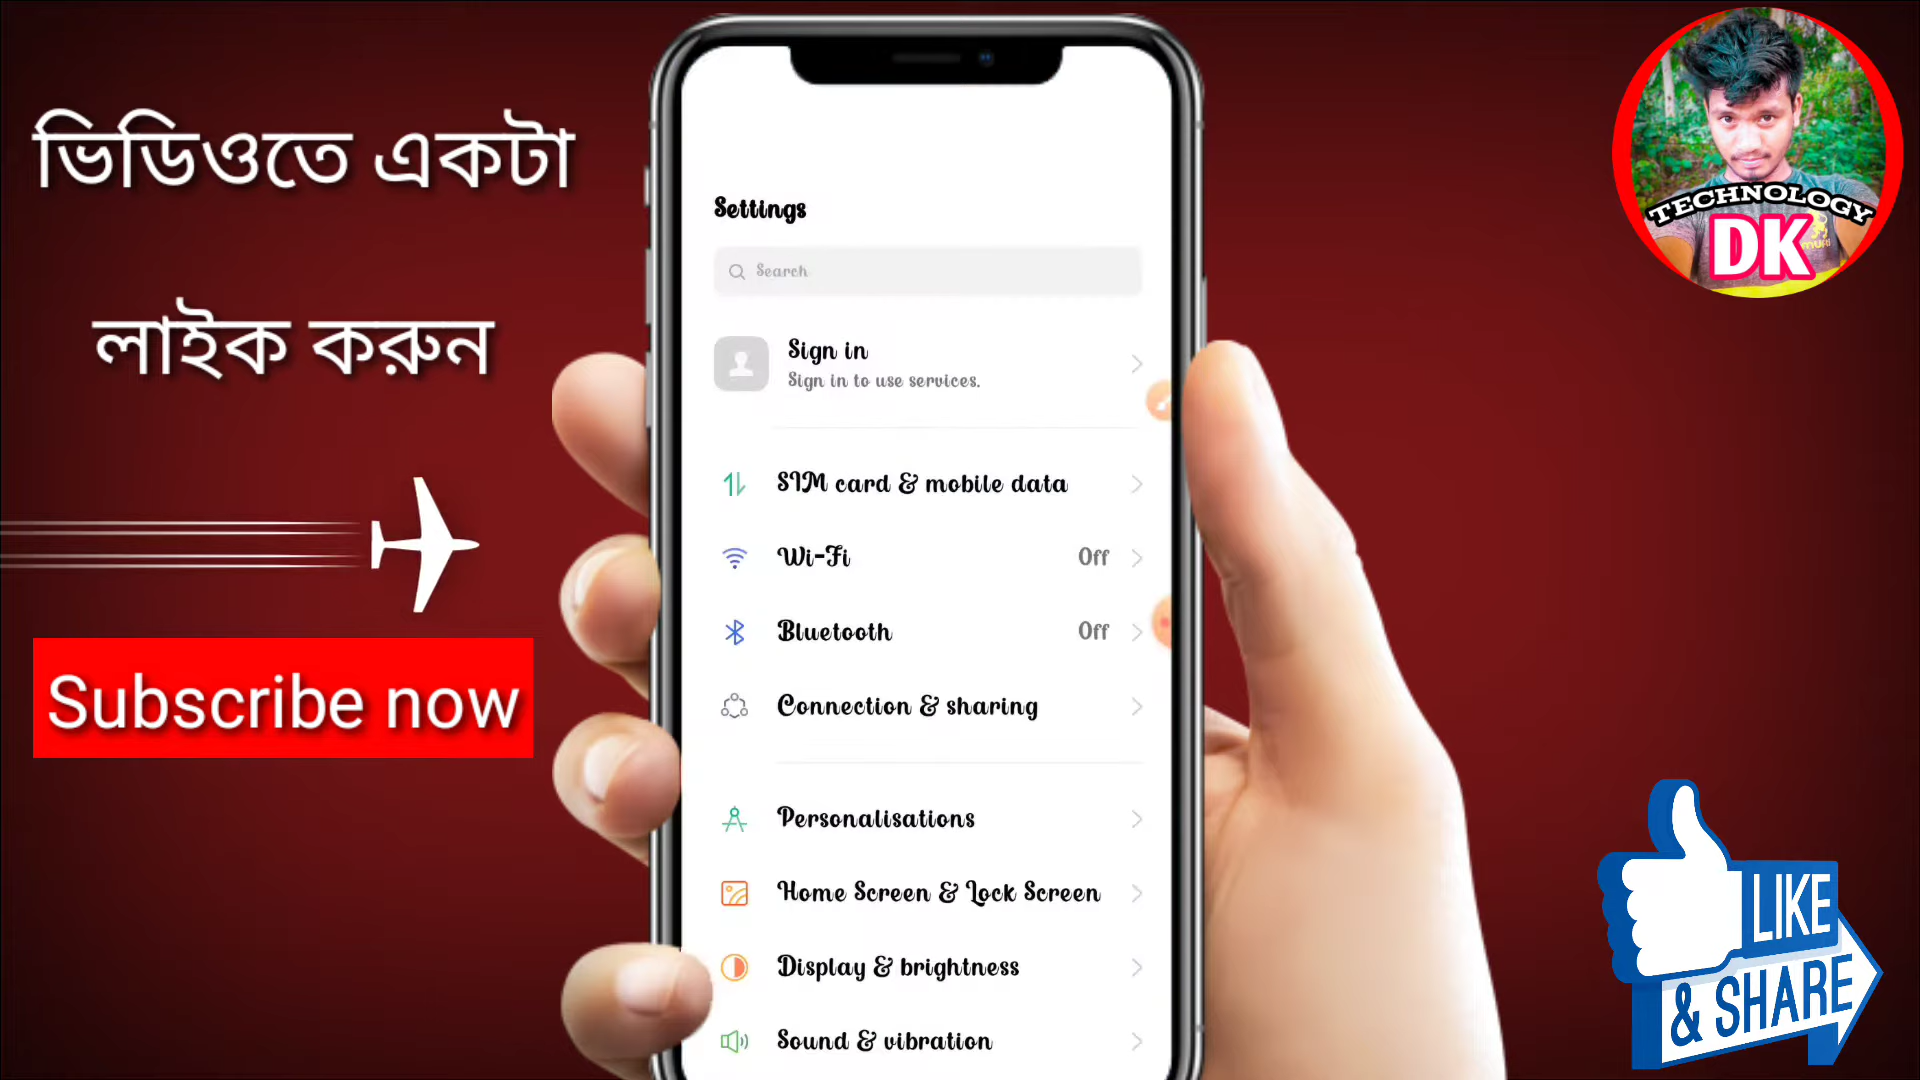 ভিডিওতে একটা
লাইক করুন
Subscribe now
Settings
Search
Sign in
Sign in to use services.
SIM card & mobile data
Wi-Fi Off
Bluetooth Off
Connection & sharing
Personalisations
Home Screen & Lock Screen
Display & brightness
Sound & vibration
TECHNOLOGY
DK
LIKE
& SHARE